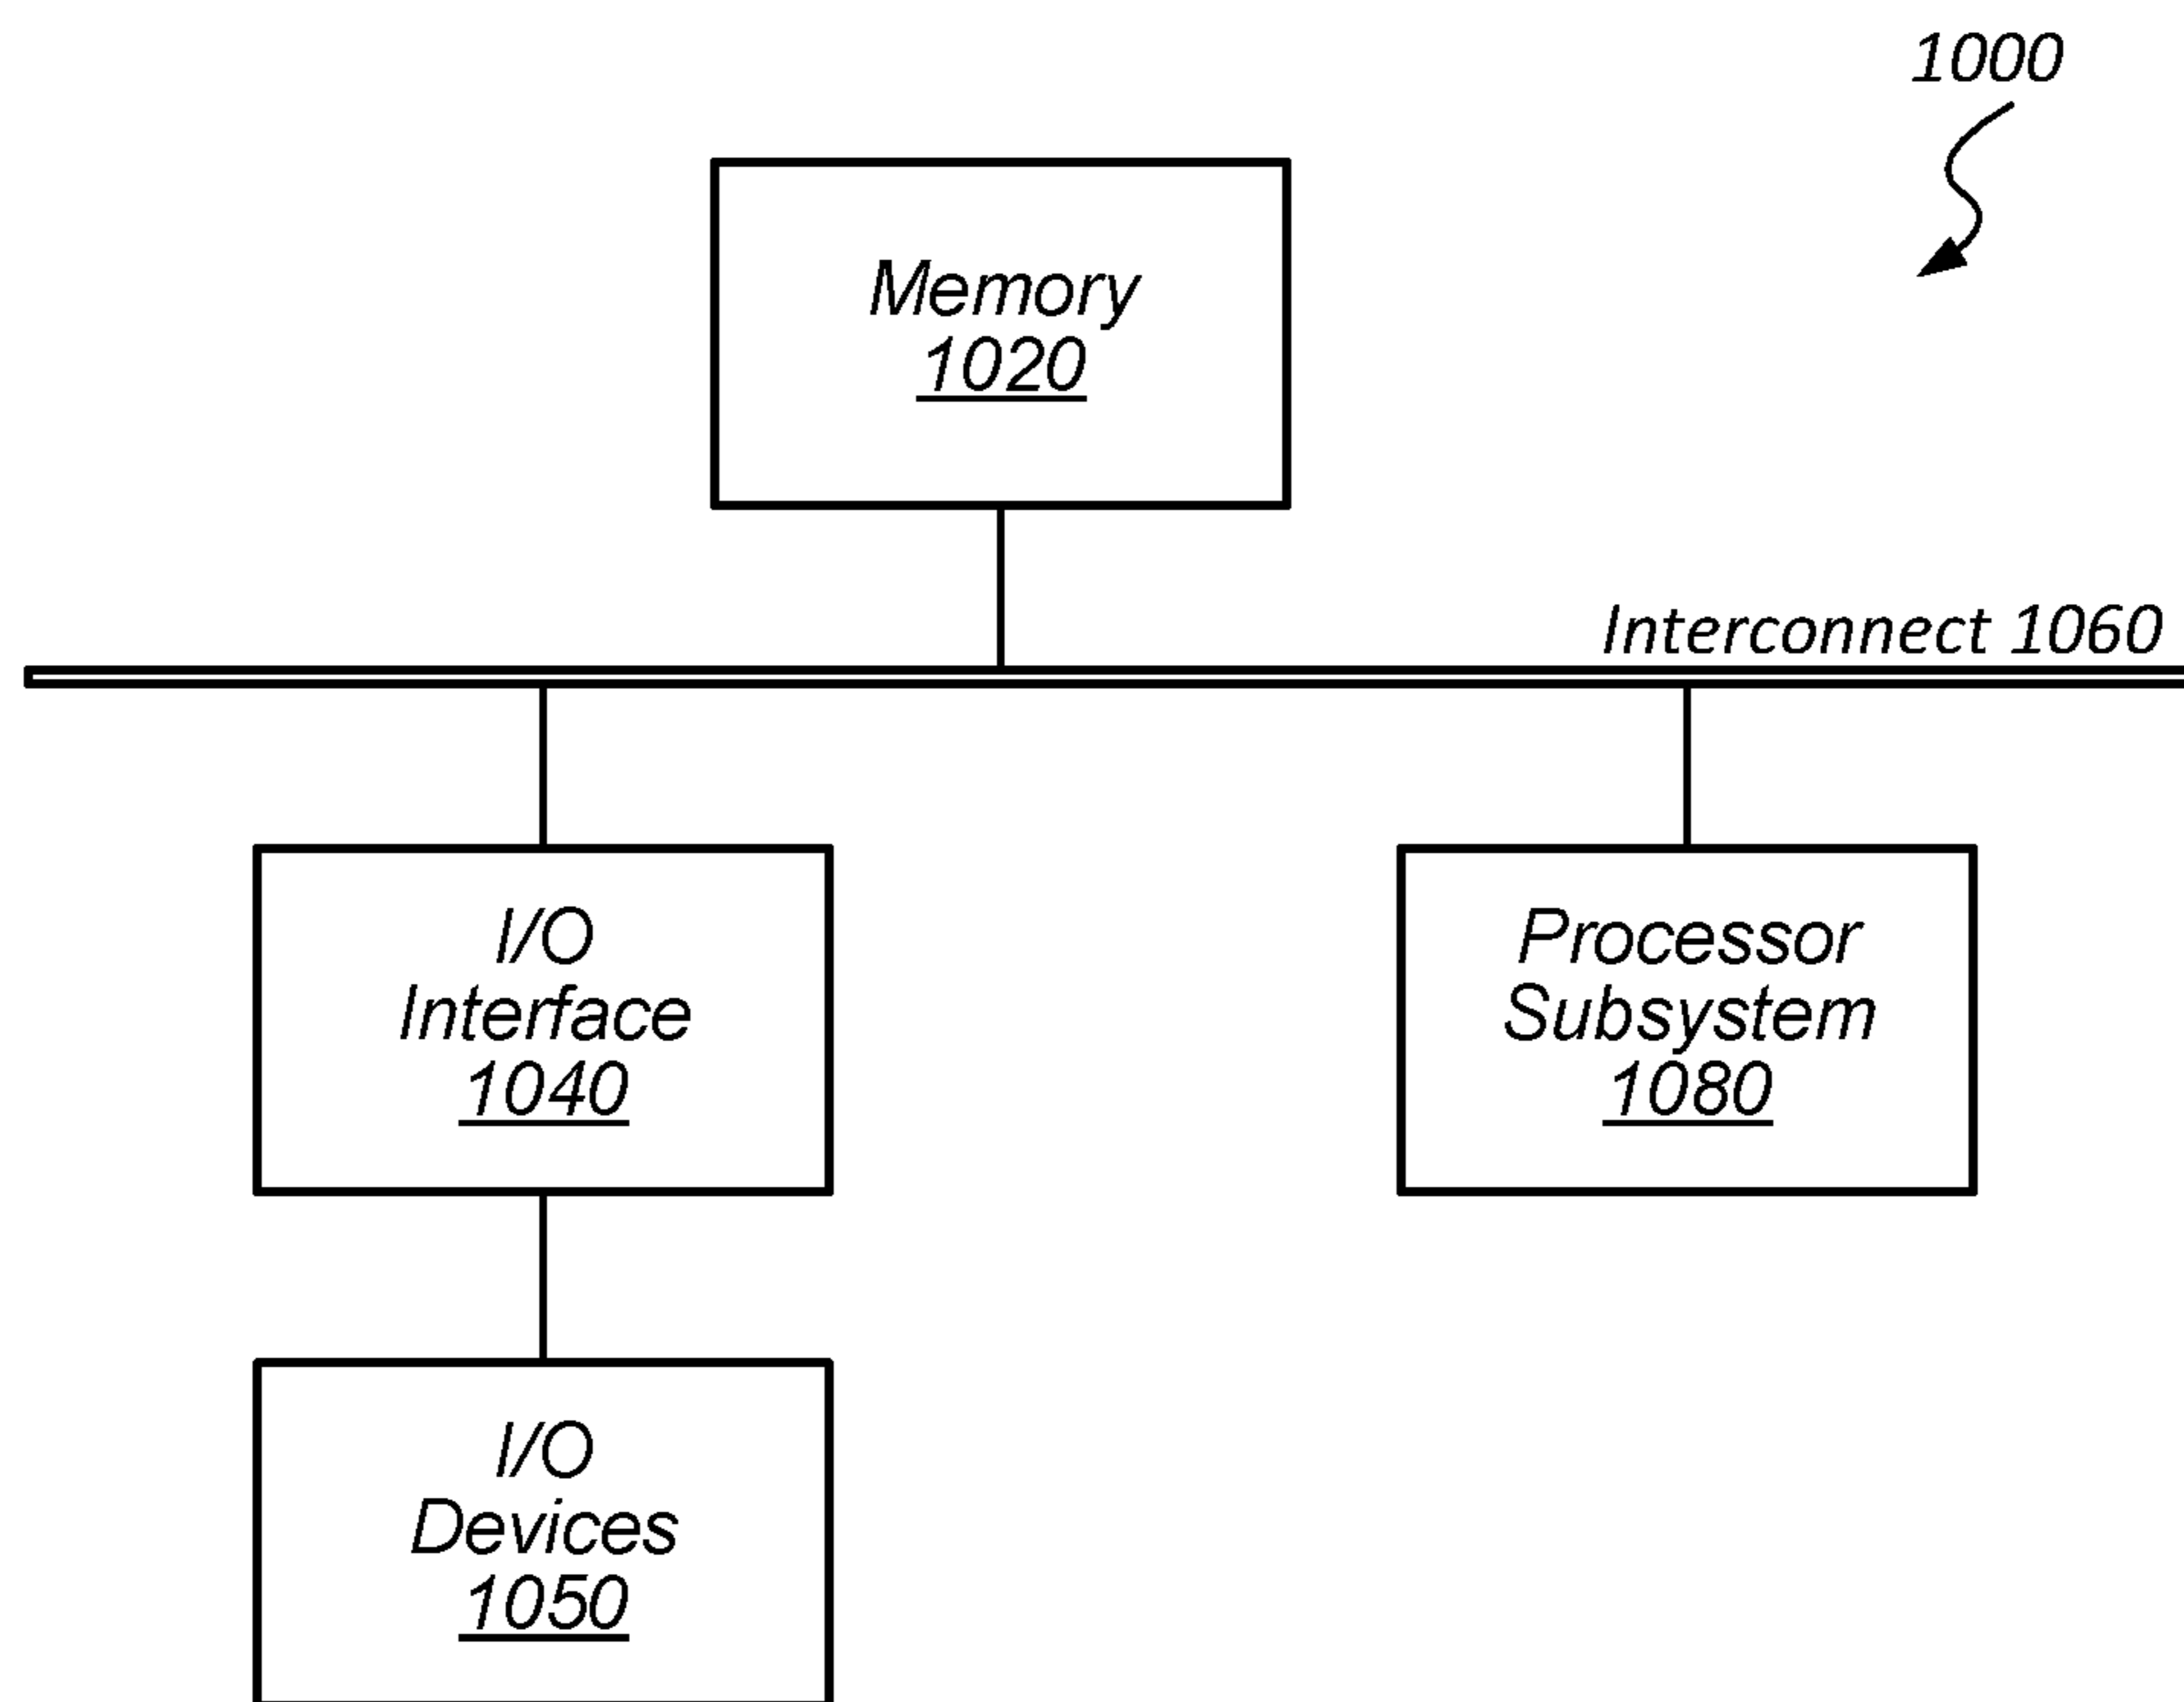 1000
Memory
1020
Interconnect 1060
I/O
Interface
1040
Processor
Subsystem
1080
I/O
Devices
1050